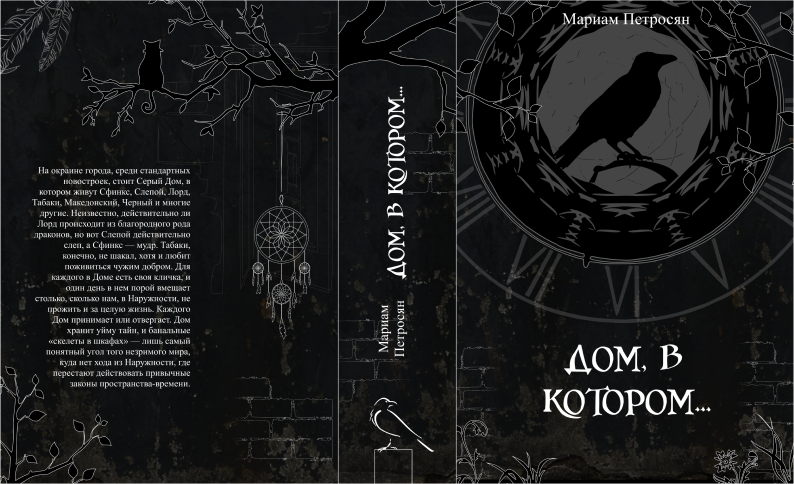 На окраине города, среди стандартных
новостроек, стоит Серый Дом, в
котором живут Сфинкс, Слепой, Лорд,
Табаки, Македонский, Черный и многие
другие. Неизвестно, действительно ли
Лорд происходит из благородного рода
драконов, но вот Слепой действительно
слеп, а Сфинкс — мудр. Табаки,
конечно, не шакал, хотя и любит
поживиться чужим добром. Для
каждого в Доме есть своя кличка, и
один день в нем порой вмещает
столько, сколько нам, в Наружности, не
прожить и за целую жизнь. Каждого
Дом принимает или отвергает. Дом
хранит уйму тайн, и банальные
«скелеты в шкафах» — лишь самый
понятный угол того незримого мира,
куда нет хода из Наружности, где
перестают действовать привычные
законы пространства-времени.
Мариам
Петросян
ДОМ, В КОТОРОМ...
Мариам Петросян
ДОМ, В
КОТОРОМ...